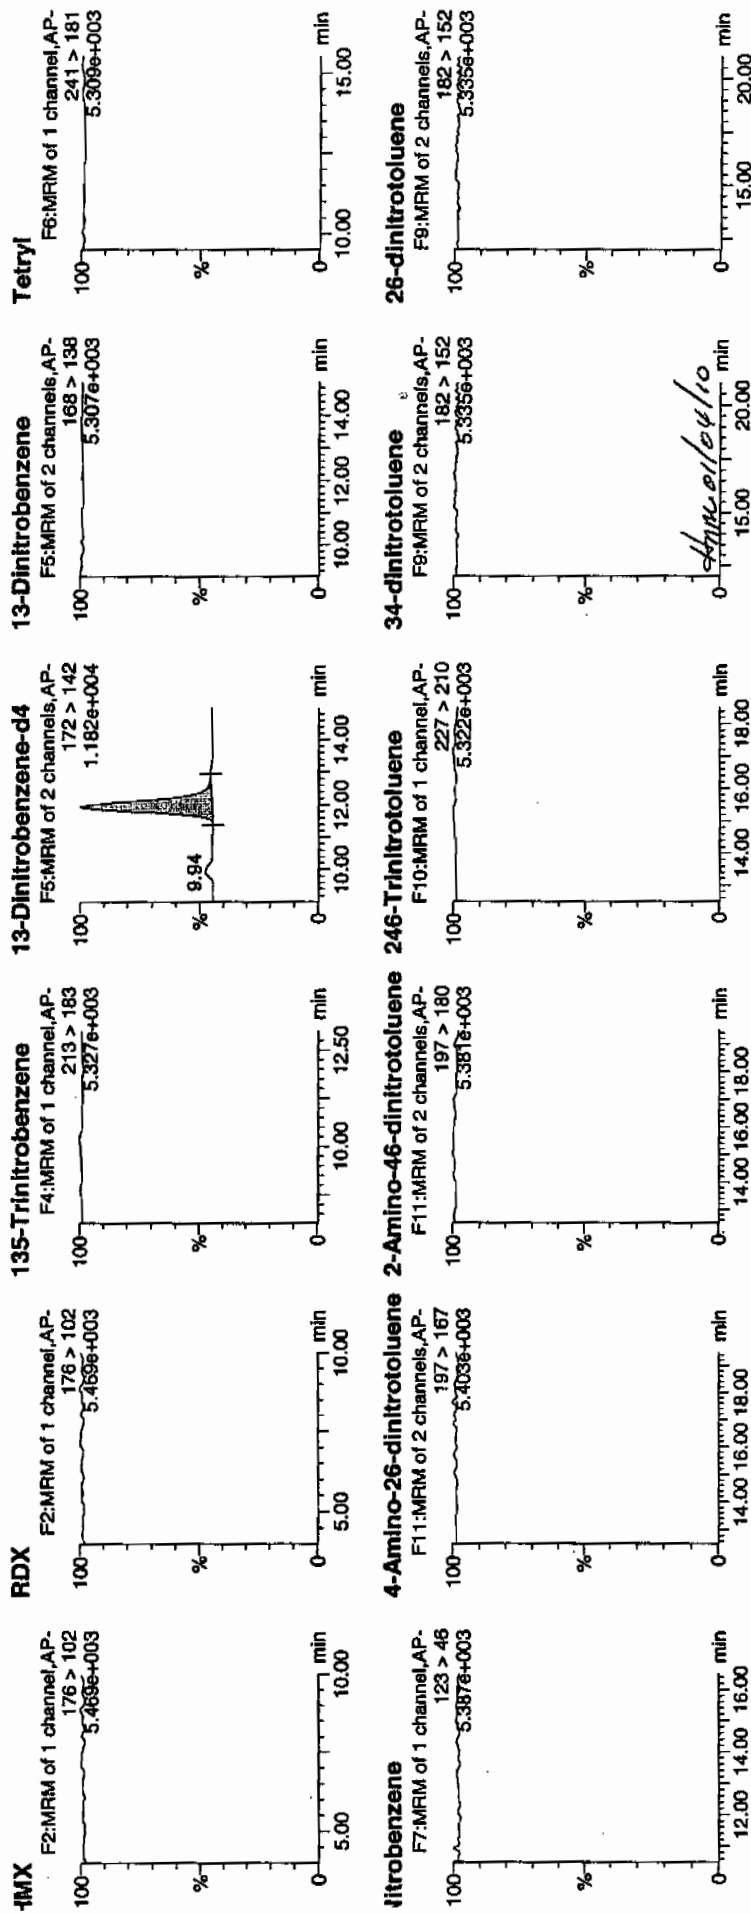 HMX
F2:MRM of 1 channel,AP-
176 > 102
5.469e+003
100
%
0
5.00 10.00 min
RDX
F2:MRM of 1 channel,AP-
176 > 102
5.469e+003
100
%
0
5.00 10.00 min
135-Trinitrobenzene
F4:MRM of 1 channel,AP-
213 > 183
5.327e+003
100
%
0
10.00 12.50 min
13-Dinitrobenzene-d4
F5:MRM of 2 channels,AP-
172 > 142
1.182e+004
100
9.94
%
0
10.00 12.00 14.00 min
13-Dinitrobenzene
F5:MRM of 2 channels,AP-
168 > 138
5.307e+003
100
%
0
10.00 12.00 14.00 min
Tetryl
F6:MRM of 1 channel,AP-
241 > 181
5.309e+003
100
%
0
10.00 15.00 min
Nitrobenzene
F7:MRM of 1 channel,AP-
123 > 46
5.387e+003
100
%
0
12.00 14.00 16.00 min
4-Amino-26-dinitrotoluene
F11:MRM of 2 channels,AP-
197 > 167
5.403e+003
100
%
0
14.00 16.00 18.00 min
2-Amino-46-dinitrotoluene
F11:MRM of 2 channels,AP-
197 > 180
5.381e+003
100
%
0
14.00 16.00 18.00 min
246-Trinitrotoluene
F10:MRM of 1 channel,AP-
227 > 210
5.322e+003
100
%
0
14.00 16.00 18.00 min
34-dinitrotoluene
F9:MRM of 2 channels,AP-
182 > 152
5.335e+003
100
%
01/04/10
0
15.00 20.00 min
26-dinitrotoluene
F9:MRM of 2 channels,AP-
182 > 152
5.335e+003
100
%
0
15.00 20.00 min